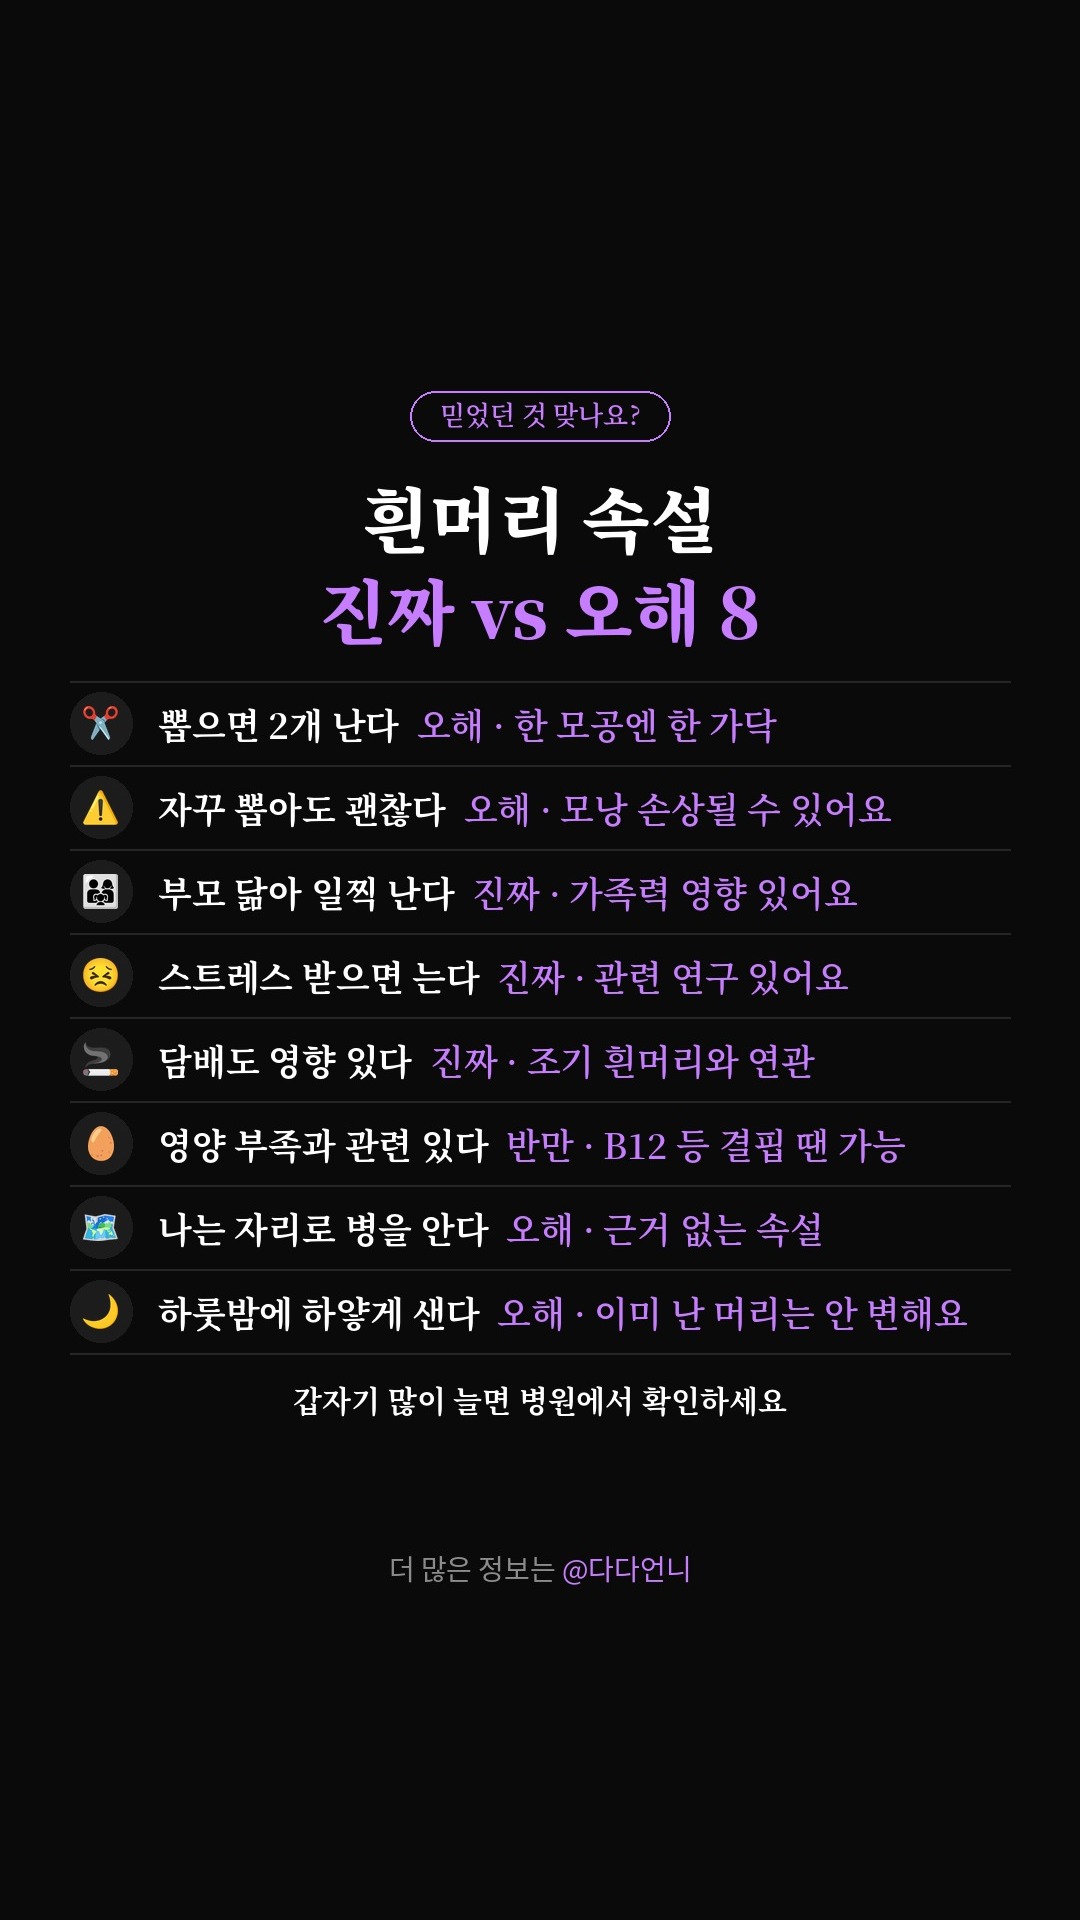 믿었던 것 맞나요?
흰머리 속설
진짜 vs 오해 8
뽑으면 2개 난다 오해 · 한 모공엔 한 가닥
자꾸 뽑아도 괜찮다 오해 · 모낭 손상될 수 있어요
부모 닮아 일찍 난다 진짜 · 가족력 영향 있어요
스트레스 받으면 는다 진짜 · 관련 연구 있어요
담배도 영향 있다 진짜 · 조기 흰머리와 연관
영양 부족과 관련 있다 반만 · B12 등 결핍 땐 가능
나는 자리로 병을 안다 오해 · 근거 없는 속설
하룻밤에 하얗게 샌다 오해 · 이미 난 머리는 안 변해요
갑자기 많이 늘면 병원에서 확인하세요
더 많은 정보는 @다다언니